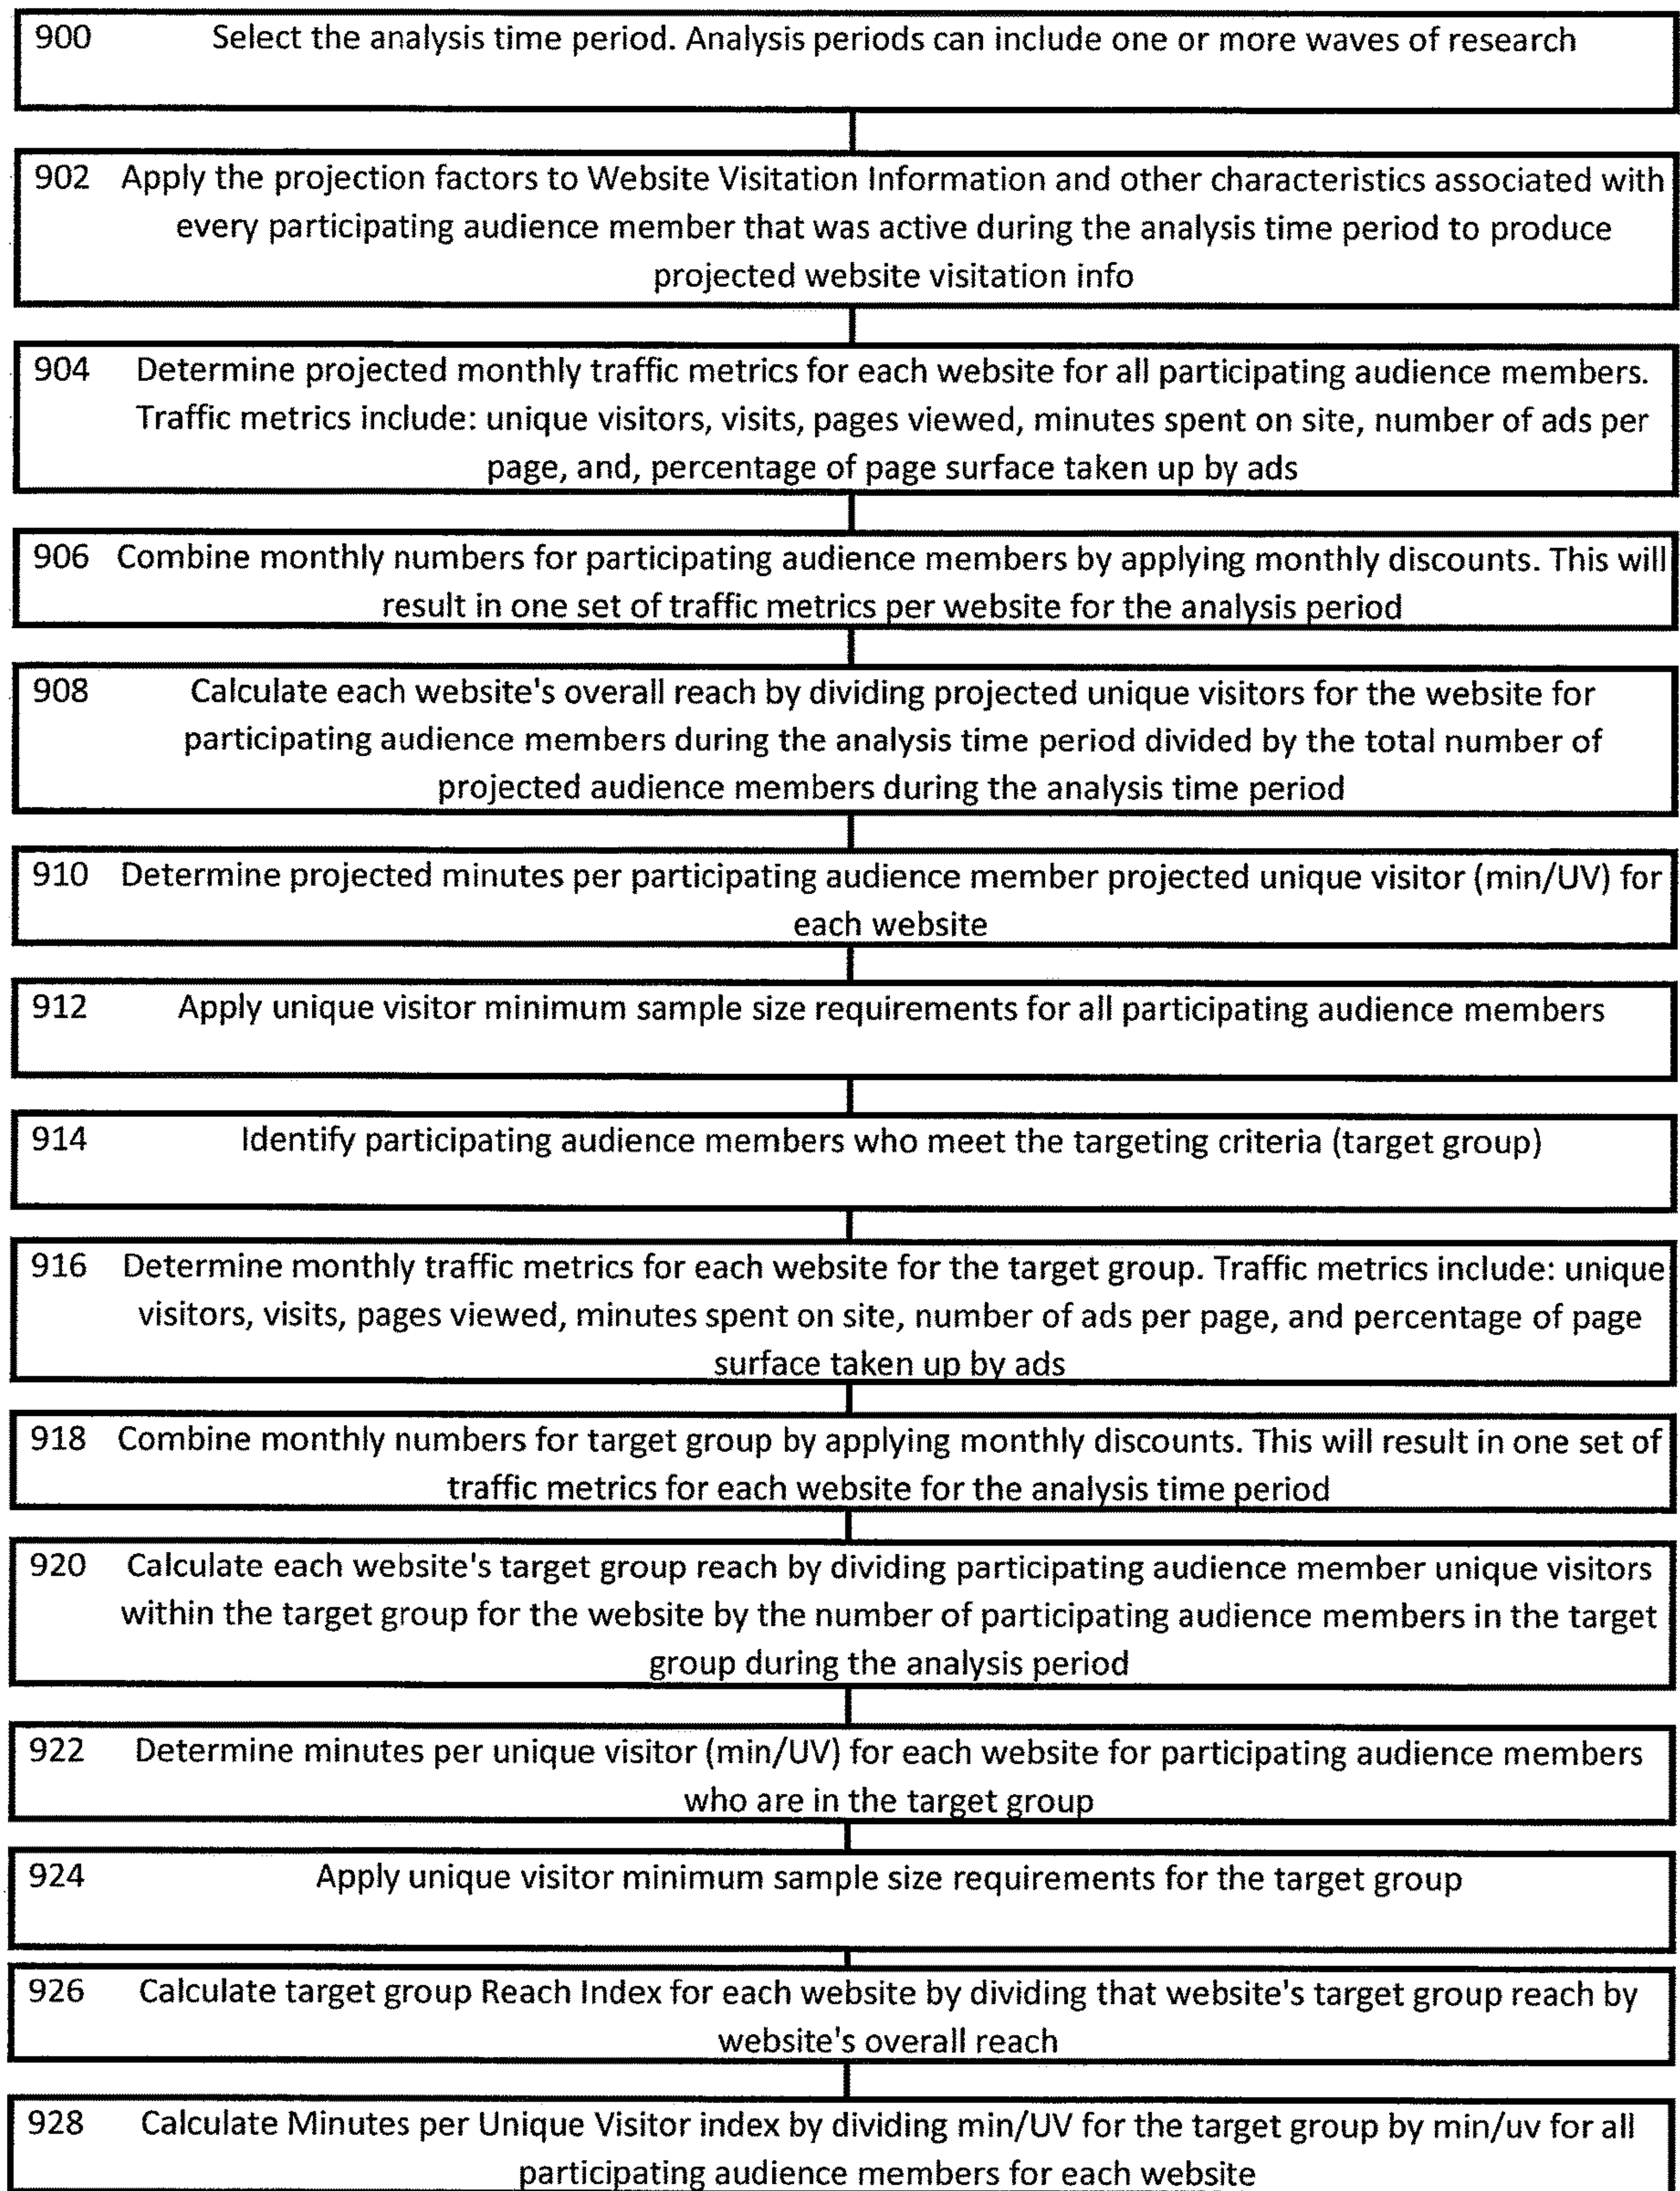 900 Select the analysis time period. Analysis periods can include one or more waves of research
902 Apply the projection factors to Website Visitation Information and other characteristics associated with
every participating audience member that was active during the analysis time period to produce
projected website visitation info
904 Determine projected monthly traffic metrics for each website for all participating audience members.
Traffic metrics include: unique visitors, visits, pages viewed, minutes spent on site, number of ads per
page, and, percentage of page surface taken up by ads
906 Combine monthly numbers for participating audience members by applying monthly discounts. This will
result in one set of traffic metrics per website for the analysis period
908 Calculate each website's overall reach by dividing projected unique visitors for the website for
participating audience members during the analysis time period divided by the total number of
projected audience members during the analysis time period
910 Determine projected minutes per participating audience member projected unique visitor (min/UV) for
each website
912 Apply unique visitor minimum sample size requirements for all participating audience members
914 Identify participating audience members who meet the targeting criteria (target group)
916 Determine monthly traffic metrics for each website for the target group. Traffic metrics include: unique
visitors, visits, pages viewed, minutes spent on site, number of ads per page, and percentage of page
surface taken up by ads
918 Combine monthly numbers for target group by applying monthly discounts. This will result in one set of
traffic metrics for each website for the analysis time period
920 Calculate each website's target group reach by dividing participating audience member unique visitors
within the target group for the website by the number of participating audience members in the target
group during the analysis period
922 Determine minutes per unique visitor (min/UV) for each website for participating audience members
who are in the target group
924 Apply unique visitor minimum sample size requirements for the target group
926 Calculate target group Reach Index for each website by dividing that website's target group reach by
website's overall reach
928 Calculate Minutes per Unique Visitor index by dividing min/UV for the target group by min/uv for all
participating audience members for each website